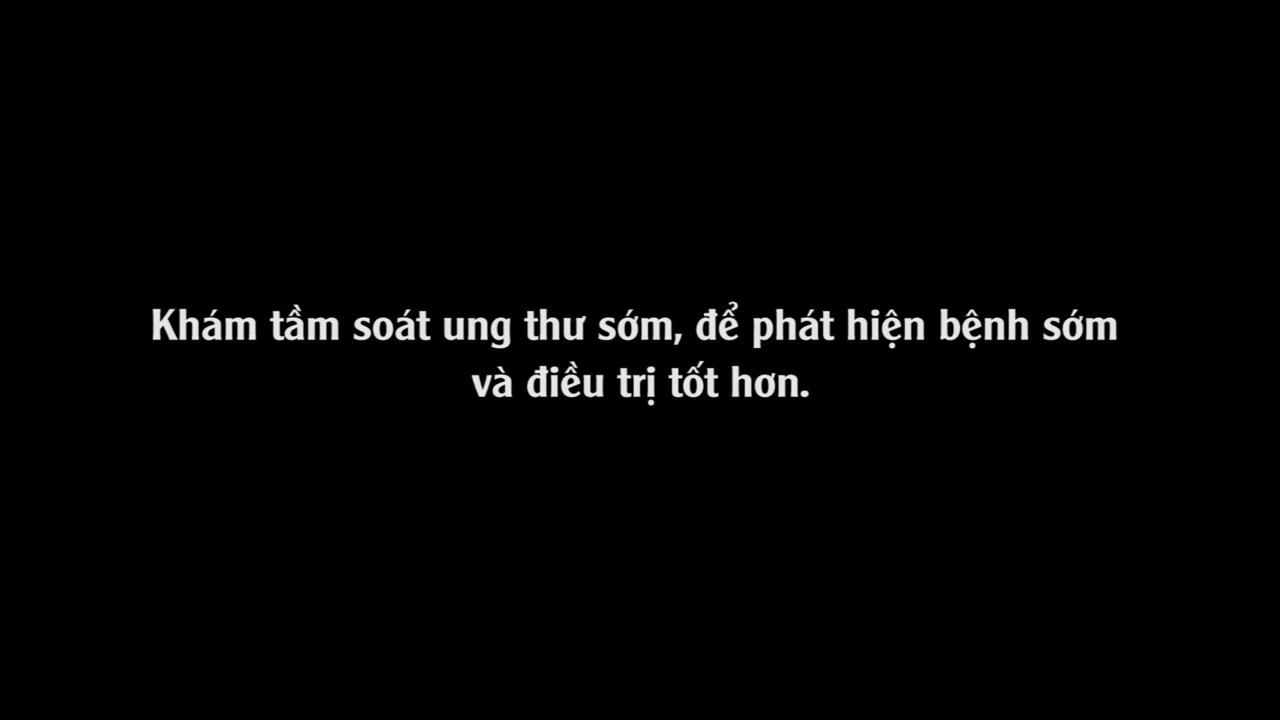 Khám tầm soát ung thư sớm, để phát hiện bệnh sớm
và điều trị tốt hơn.